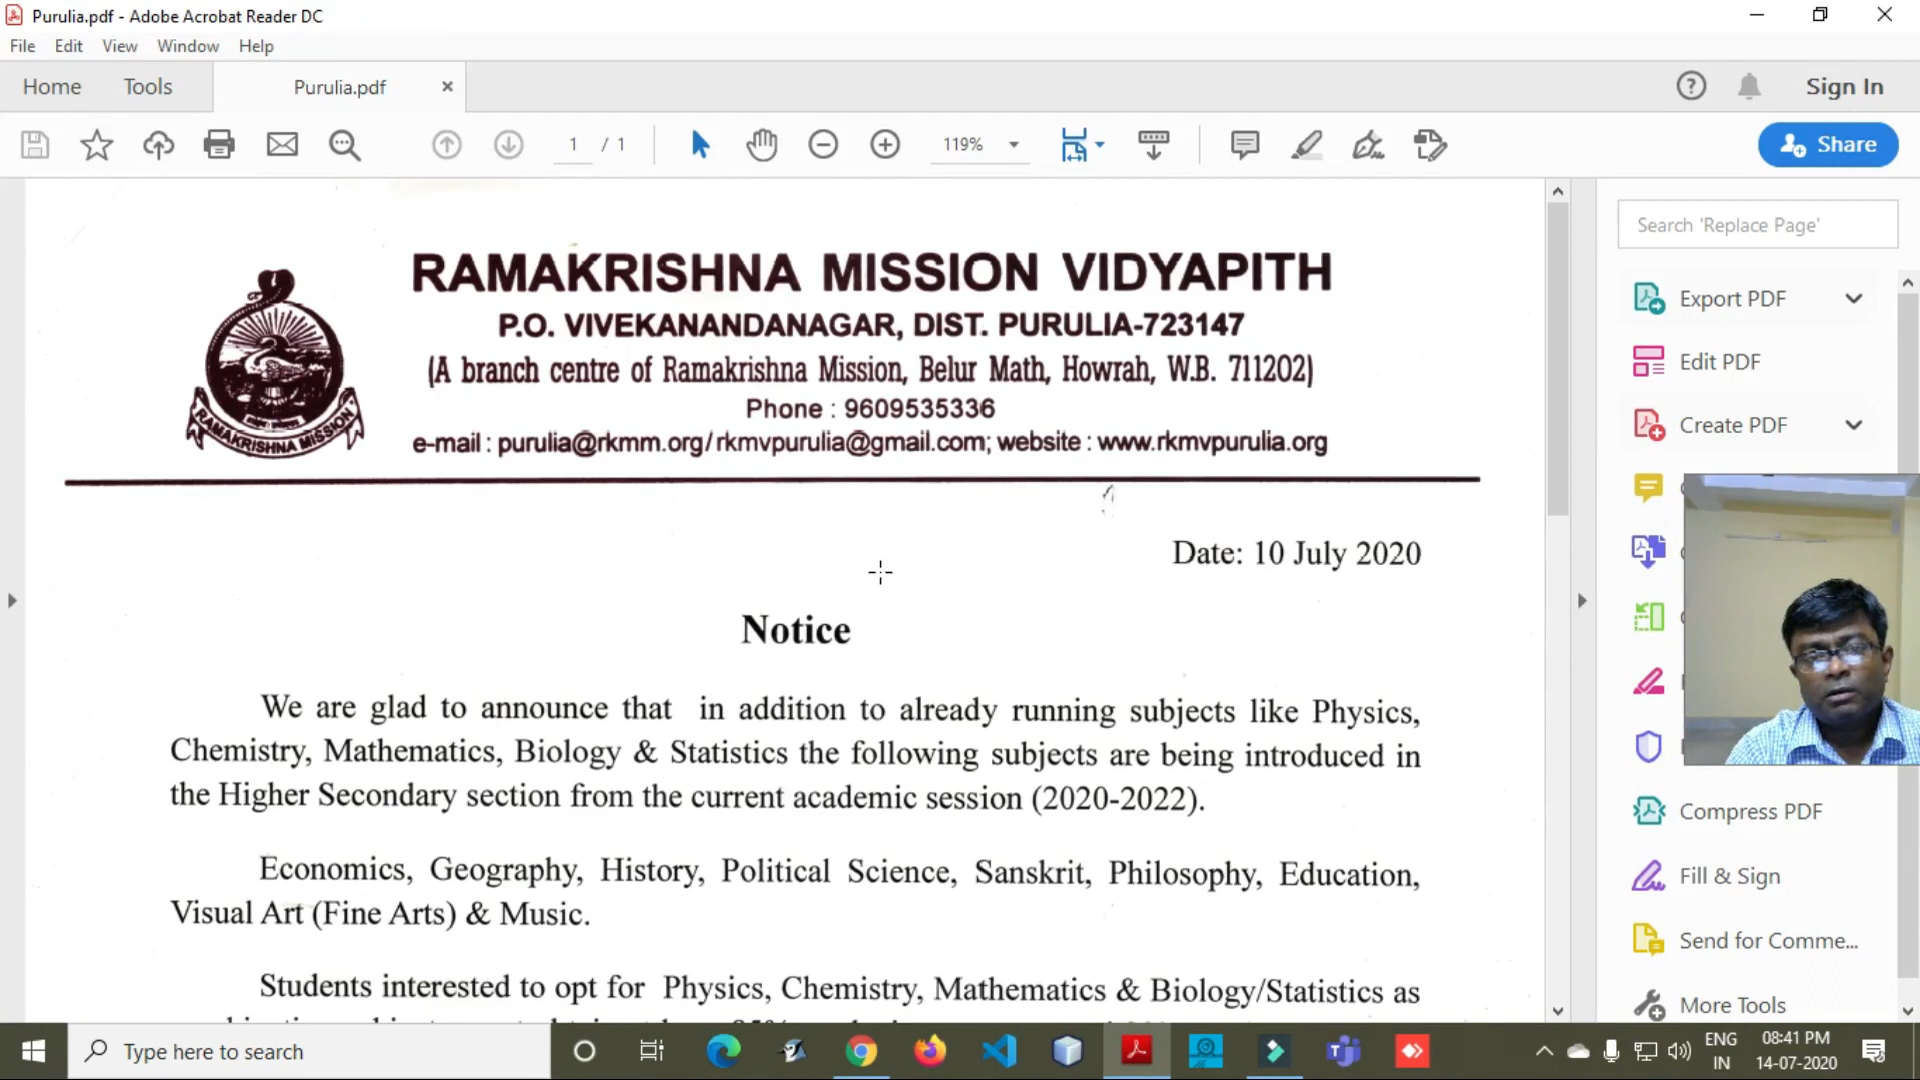 Purulia.pdf - Adobe Acrobat Reader DC
File Edit View Window Help
Home Tools Purulia.pdf Sign In
1 / 1 119% Share
Search 'Replace Page'
RAMAKRISHNA MISSION VIDYAPITH
P.O. VIVEKANANDANAGAR, DIST. PURULIA-723147
(A branch centre of Ramakrishna Mission, Belur Math, Howrah, W.B. 711202)
Phone : 9609535336
e-mail : purulia@rkmm.org/rkmvpurulia@gmail.com; website : www.rkmvpurulia.org
RAMAKRISHNA MISSION
Date: 10 July 2020
Notice
We are glad to announce that in addition to already running subjects like Physics,
Chemistry, Mathematics, Biology & Statistics the following subjects are being introduced in
the Higher Secondary section from the current academic session (2020-2022).
Economics, Geography, History, Political Science, Sanskrit, Philosophy, Education,
Visual Art (Fine Arts) & Music.
Students interested to opt for Physics, Chemistry, Mathematics & Biology/Statistics as
Export PDF
Edit PDF
Create PDF
Compress PDF
Fill & Sign
Send for Comme...
More Tools
Type here to search
ENG 08:41 PM
IN 14-07-2020